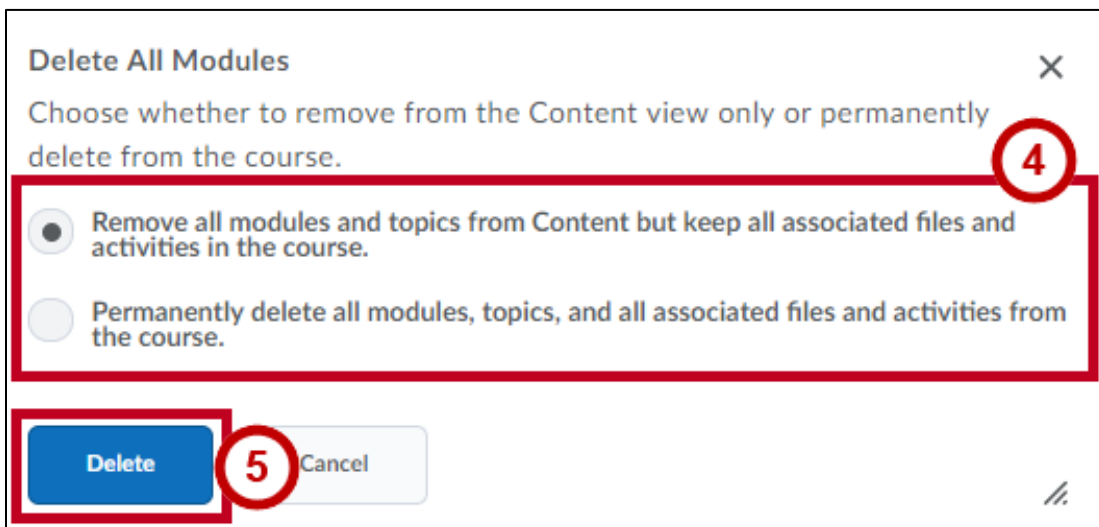 Delete All Modules
Choose whether to remove from the Content view only or permanently
delete from the course.
4
Remove all modules and topics from Content but keep all associated files and
activities in the course.
Permanently delete all modules, topics, and all associated files and activities from
the course.
Delete 5 Cancel